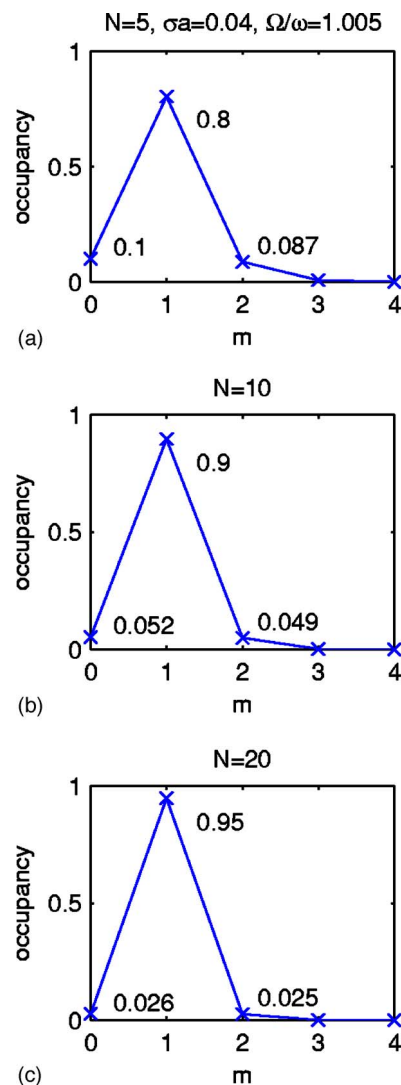 N=5, σa=0.04, Ω/ω=1.005
1
0.8
0.5
occupancy
0.1
0.087
0
0 1 2 3 4
(a)
m
N=10
1
0.9
0.5
occupancy
0.052
0.049
0
0 1 2 3 4
(b)
m
N=20
1
0.95
0.5
occupancy
0.026
0.025
0
0 1 2 3 4
(c)
m